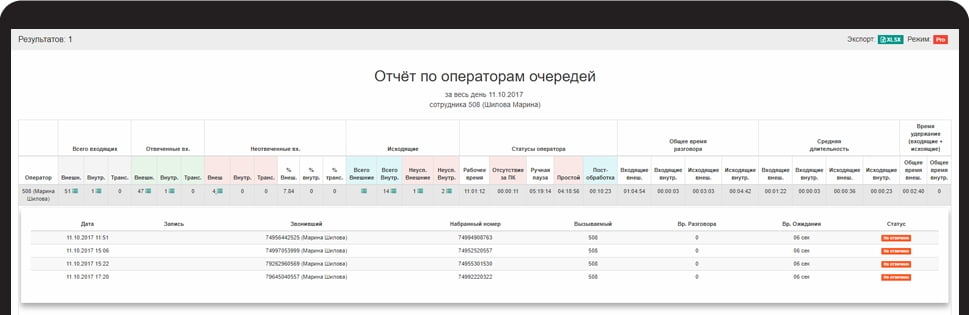 Результатов: 1
Экспорт: XLSX Режим: Pro
Отчёт по операторам очередей
за весь день 11.10.2017
сотрудника 508 (Шилова Марина)
Всего входящих Отвеченные вх. Неотвеченные вх. Исходящие Статусы оператора Общее время разговора Средняя длительность Время удержание (входящие + исходящие)
Оператор Внешн. Внутр. Транс. Внешн. Внутр. Транс. Внеш Внутр. Транс. % Внеш. % внутр. % транс. Всего Внешние Всего Внутр. Неусп. Внешние Неусп. Внутр. Рабочее время Отсутствие за ПК Ручная пауза Простой Пост-обработка Входящие внеш. Входящие внутр. Исходящие внеш. Исходящие внутр. Входящие внеш. Входящие внутр. Исходящие внеш. Исходящие внутр. Общее время внеш. Общее время внутр.
508 (Марина Шилова) 51 1 0 47 1 0 4 0 0 7.84 0 0 14 1 2 11:01:12 00:00:11 05:19:14 04:18:56 00:10:23 01:04:54 00:00:03 00:03:03 00:04:42 00:01:22 00:00:03 00:00:36 00:00:23 00:02:40 0
Дата Запись Звонивший Набранный номер Вызываемый Вр. Разговора Вр. Ожидания Статус
11.10.2017 11:51 74956442525 (Марина Шилова) 74994908763 508 0 06 сек Не отвечено
11.10.2017 15:06 74997053999 (Марина Шилова) 74952520557 508 0 06 сек Не отвечено
11.10.2017 15:22 79262960569 (Марина Шилова) 74955301530 508 0 06 сек Не отвечено
11.10.2017 17:20 79645040557 (Марина Шилова) 74992220322 508 0 06 сек Не отвечено